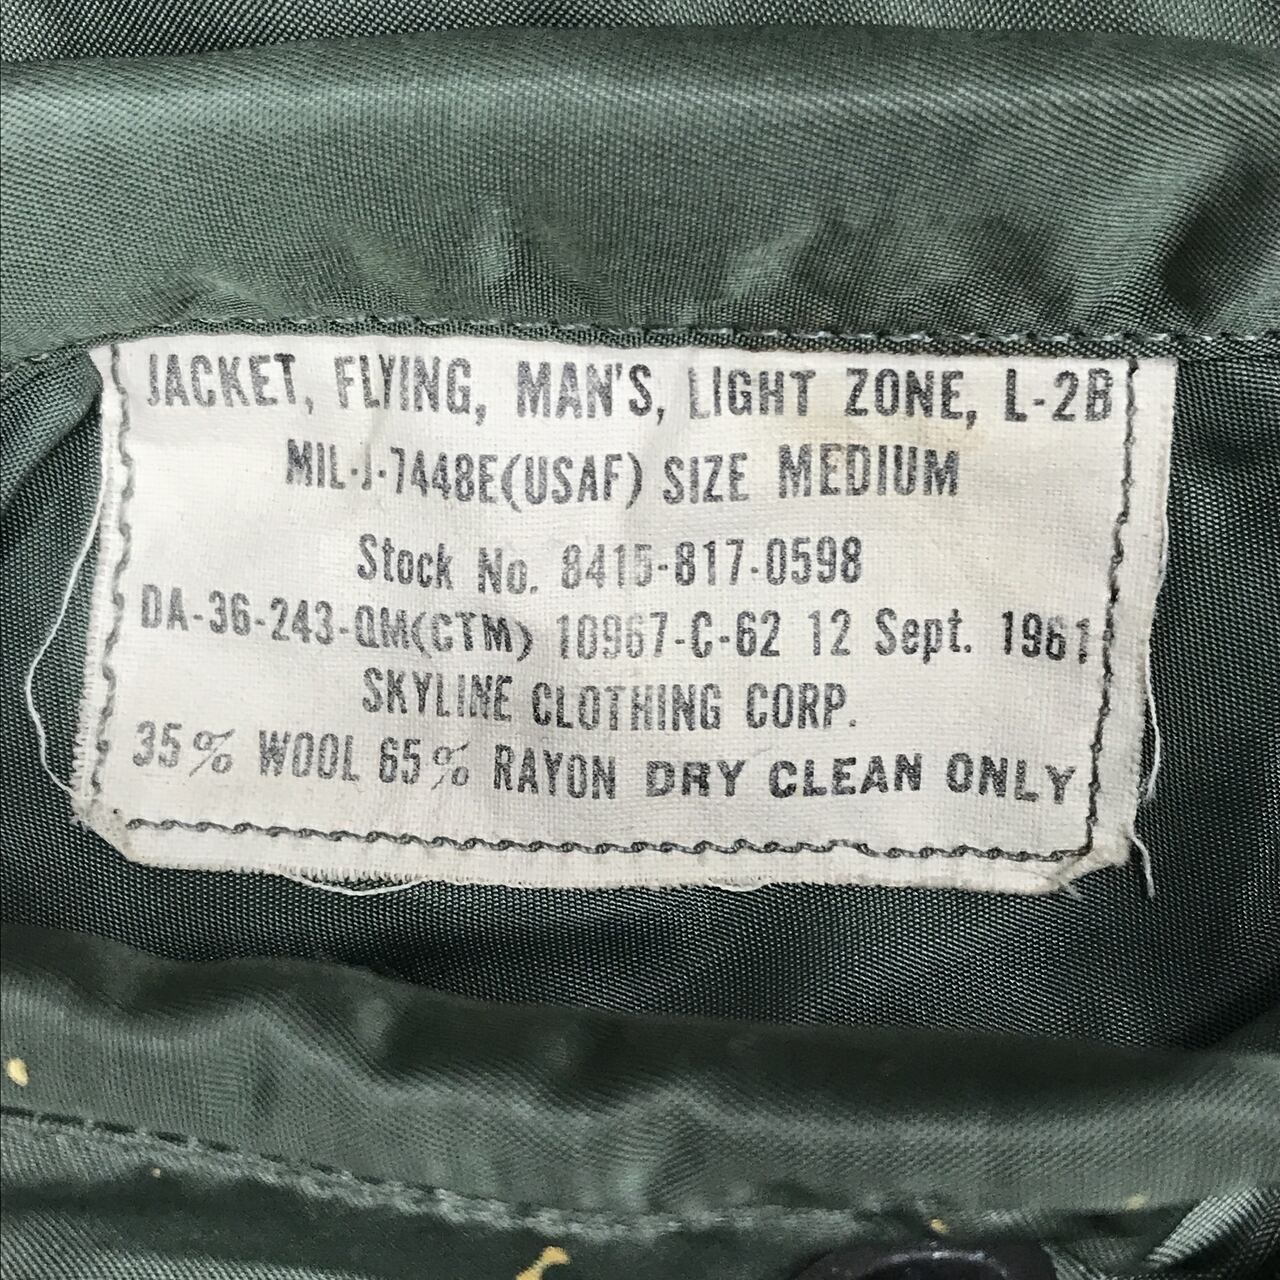 JACKET, FLYING, MAN'S, LIGHT ZONE, L-2B
MIL-J-7448E(USAF) SIZE MEDIUM
Stock No. 8415-817-0598
DA-36-243-QM(CTM) 10967-C-62 12 Sept. 1961
SKYLINE CLOTHING CORP.
35% WOOL 65% RAYON DRY CLEAN ONLY